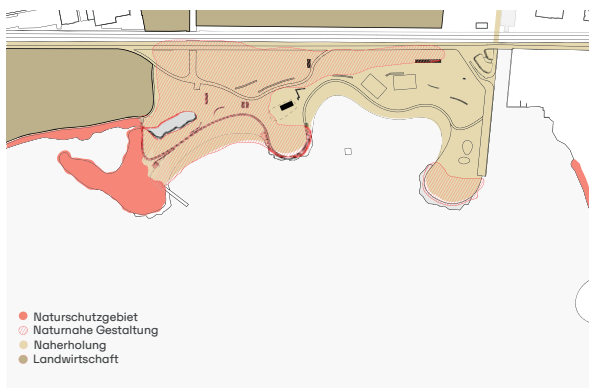 Naturschutzgebiet
Naturnahe Gestaltung
Naherholung
Landwirtschaft